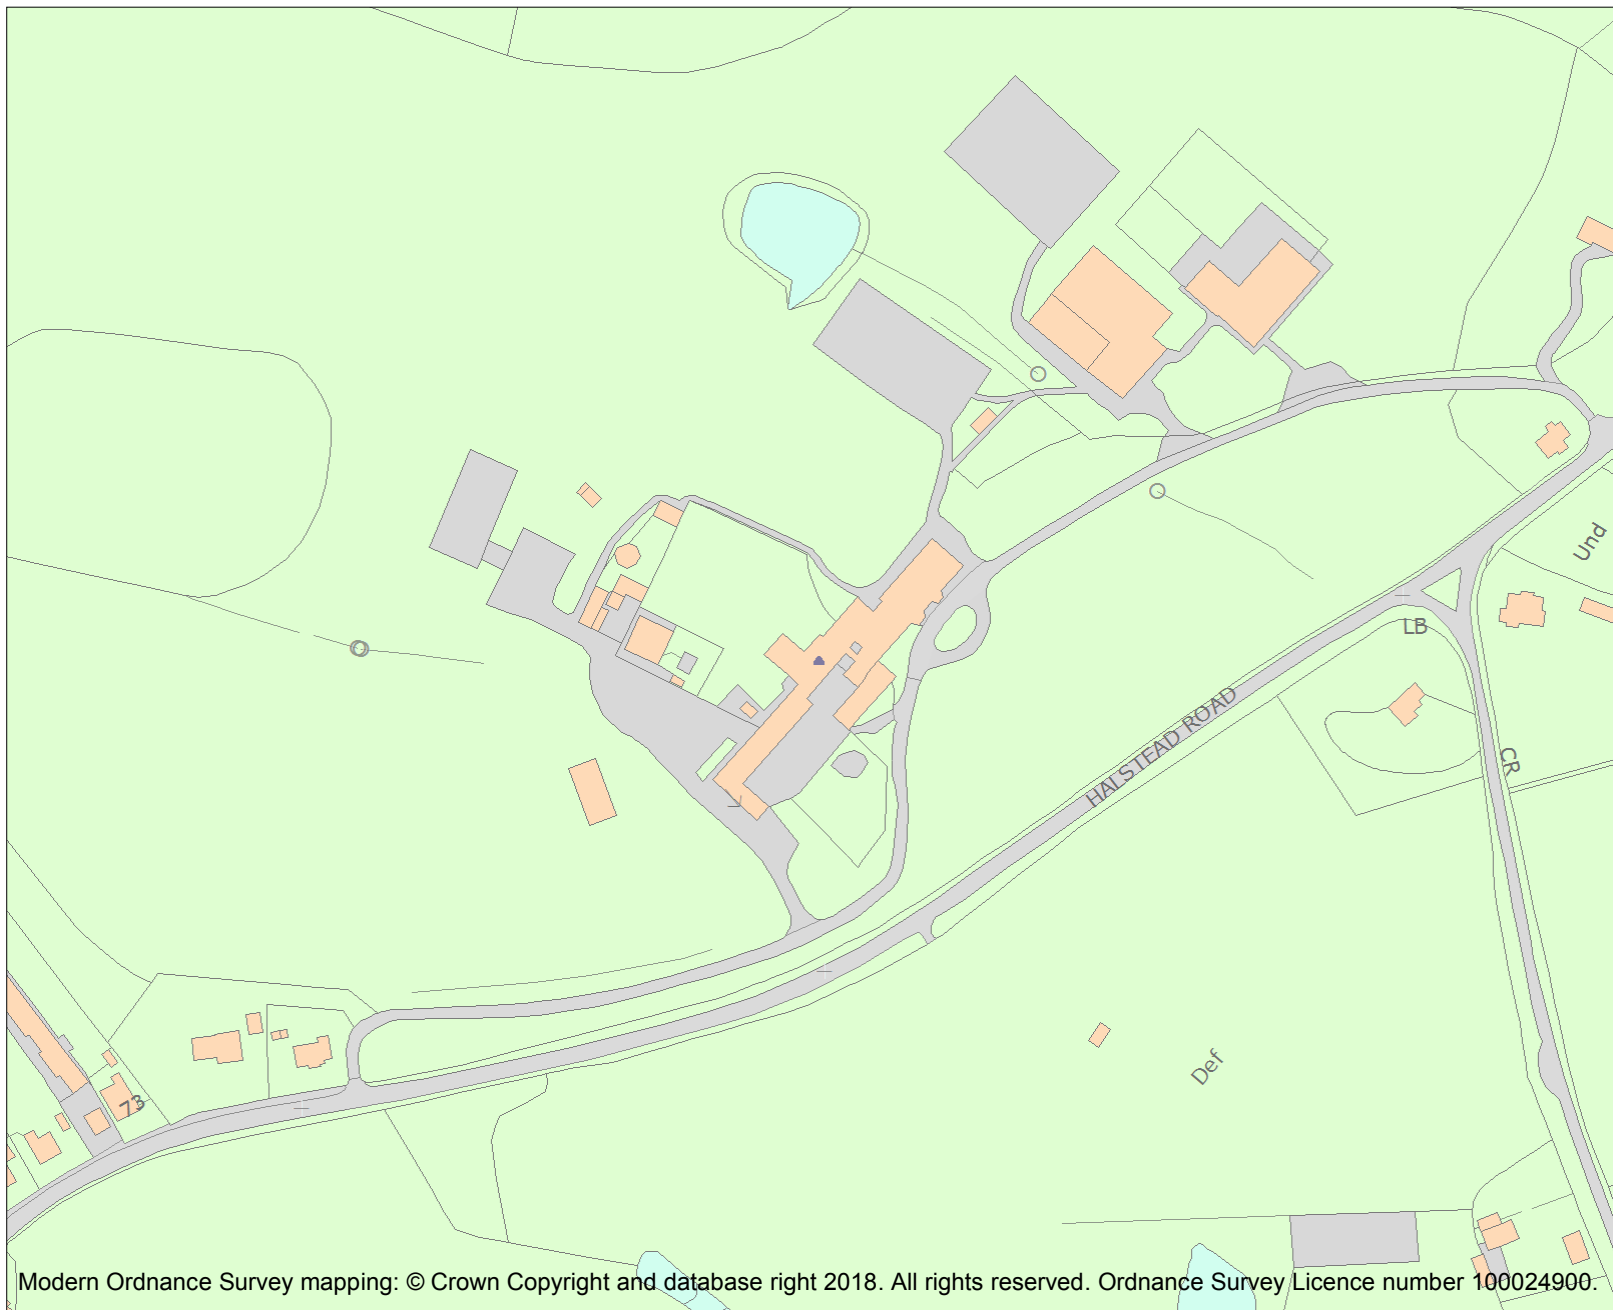 Und
LB
HALSTEAD ROAD
CR
Def
73
Modern Ordnance Survey mapping: © Crown Copyright and database right 2018. All rights reserved. Ordnance Survey Licence number 100024900.